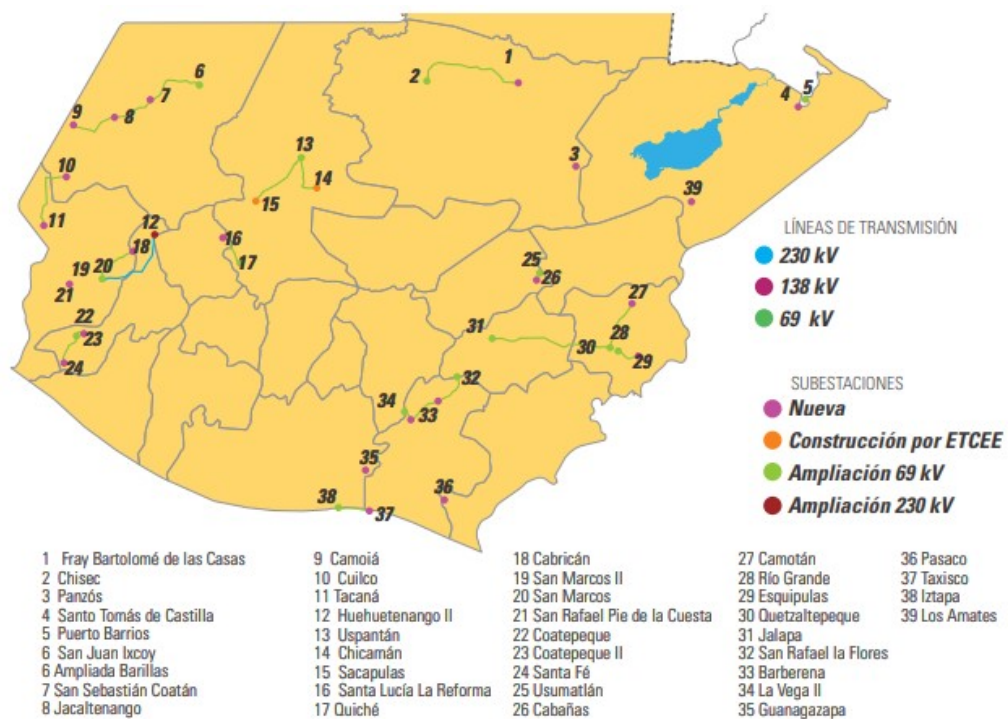 1
2
6
5
4
7
8
9
13
3
10
14
15
39
11
12
16
18
17
20
19
25
26
21
27
22
31
28
23
30
29
24
32
34
33
35
36
38
37
LÍNEAS DE TRANSMISIÓN
230 kV
138 kV
69 kV
SUBESTACIONES
Nueva
Construcción por ETCEE
Ampliación 69 kV
Ampliación 230 kV
1 Fray Bartolomé de las Casas
2 Chisec
3 Panzós
4 Santo Tomás de Castilla
5 Puerto Barrios
6 San Juan Ixcoy
6 Ampliada Barillas
7 San Sebastián Coatán
8 Jacaltenango
9 Camoiá
10 Cuilco
11 Tacaná
12 Huehuetenango II
13 Uspantán
14 Chicamán
15 Sacapulas
16 Santa Lucía La Reforma
17 Quiché
18 Cabricán
19 San Marcos II
20 San Marcos
21 San Rafael Pie de la Cuesta
22 Coatepeque
23 Coatepeque II
24 Santa Fé
25 Usumatlán
26 Cabañas
27 Camotán
28 Río Grande
29 Esquipulas
30 Quetzaltepeque
31 Jalapa
32 San Rafael la Flores
33 Barberena
34 La Vega II
35 Guanagazapa
36 Pasaco
37 Taxisco
38 Iztapa
39 Los Amates